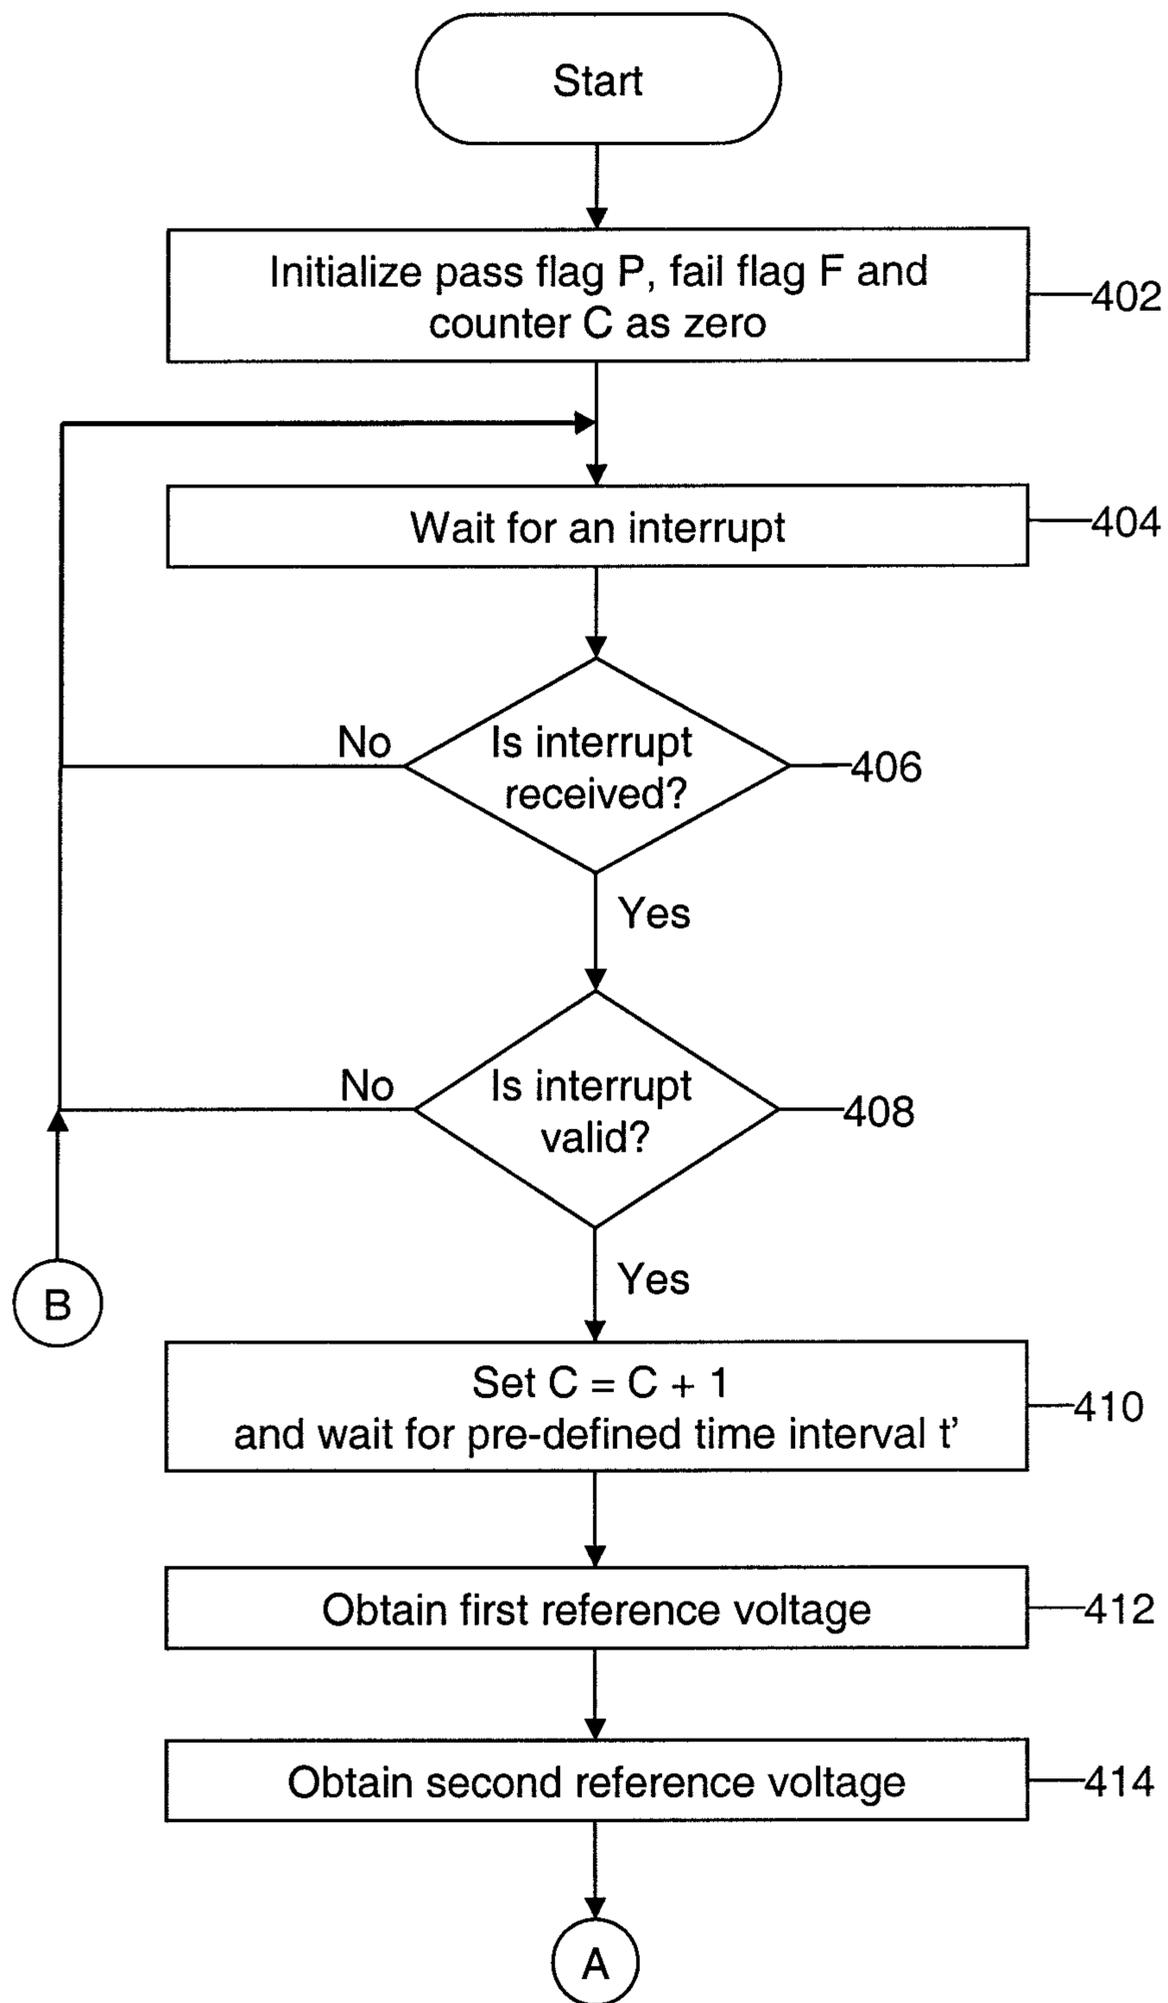 Start
Initialize pass flag P, fail flag F and
counter C as zero
402
Wait for an interrupt
404
No
Is interrupt
received?
406
Yes
No
Is interrupt
valid?
408
Yes
B
Set C = C + 1
and wait for pre-defined time interval t’
410
Obtain first reference voltage
412
Obtain second reference voltage
414
A